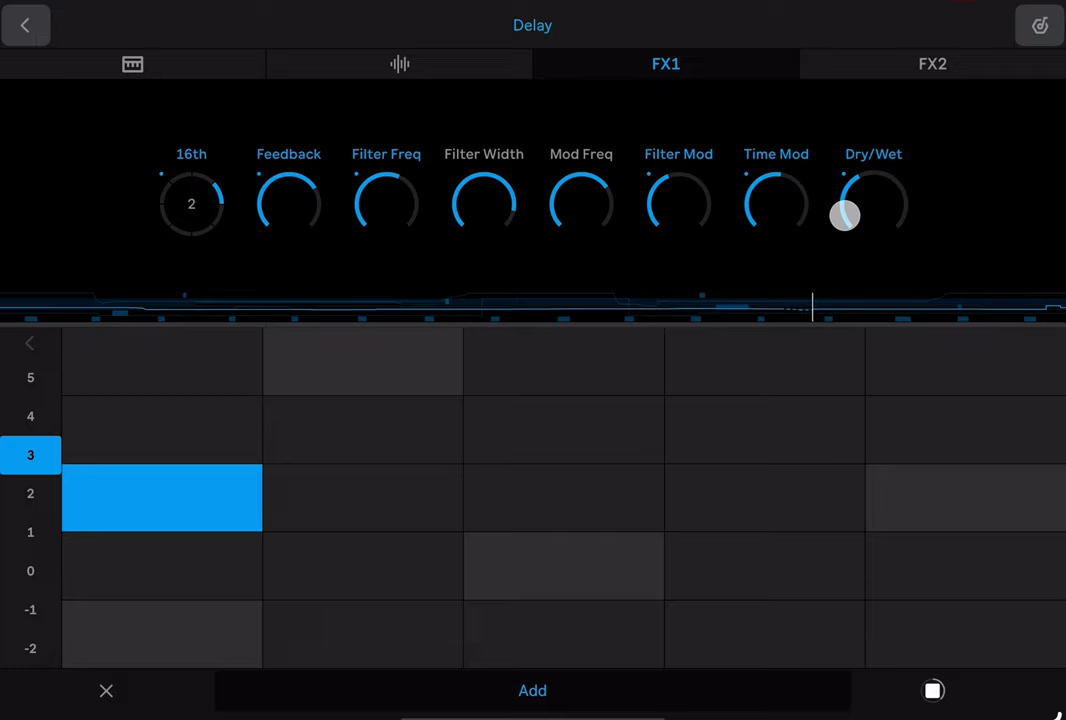 Delay
FX1
FX2
16th
Feedback
Filter Freq
Filter Width
Mod Freq
Filter Mod
Time Mod
Dry/Wet
2
5
4
3
2
1
0
-1
-2
Add